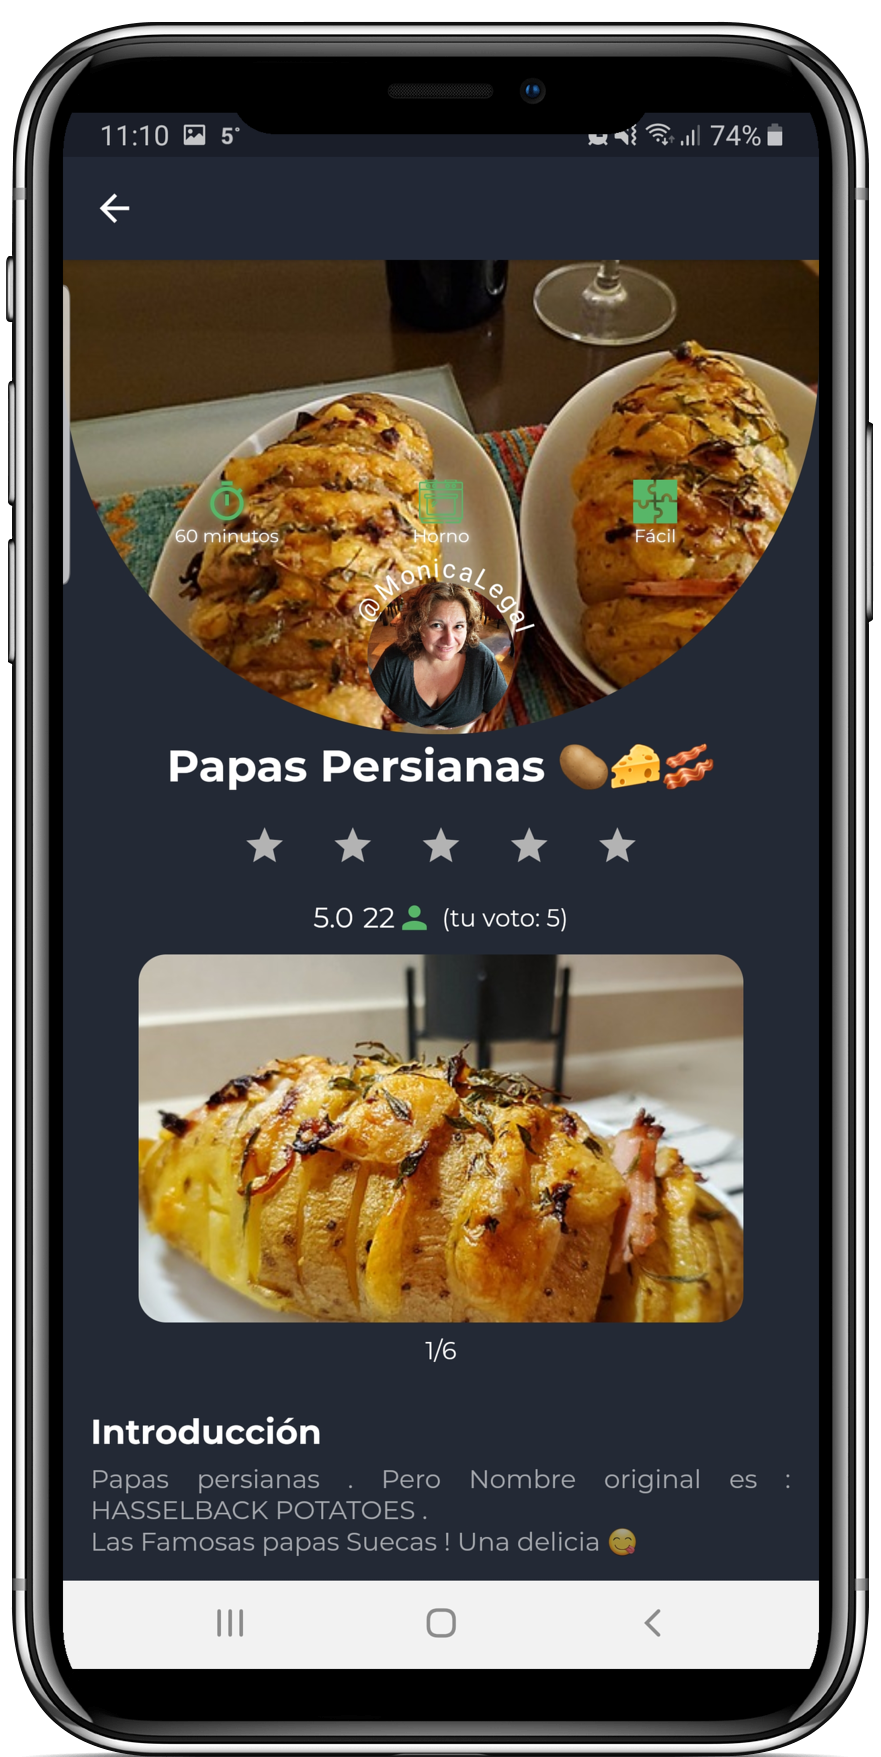 11:10 5°
74%
60 minutos
Horno
Fácil
@MonicaLegal
Papas Persianas 🥔🧀🥓
5.0 22 (tu voto: 5)
1/6
Introducción
Papas persianas . Pero Nombre original es :
HASSELBACK POTATOES .
Las Famosas papas Suecas ! Una delicia 😋